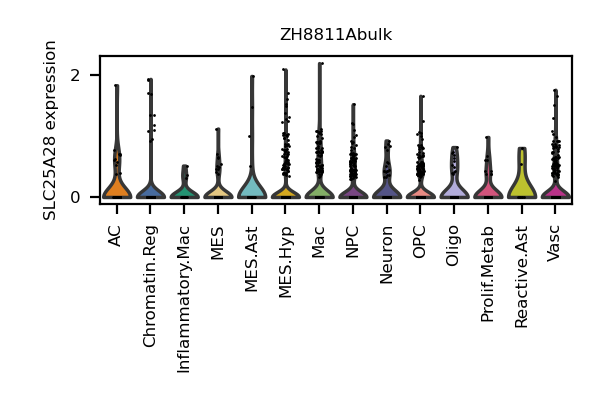 ZH8811Abulk
SLC25A28 expression
2
0
AC
Chromatin.Reg
Inflammatory.Mac
MES
MES.Ast
MES.Hyp
Mac
NPC
Neuron
OPC
Oligo
Prolif.Metab
Reactive.Ast
Vasc